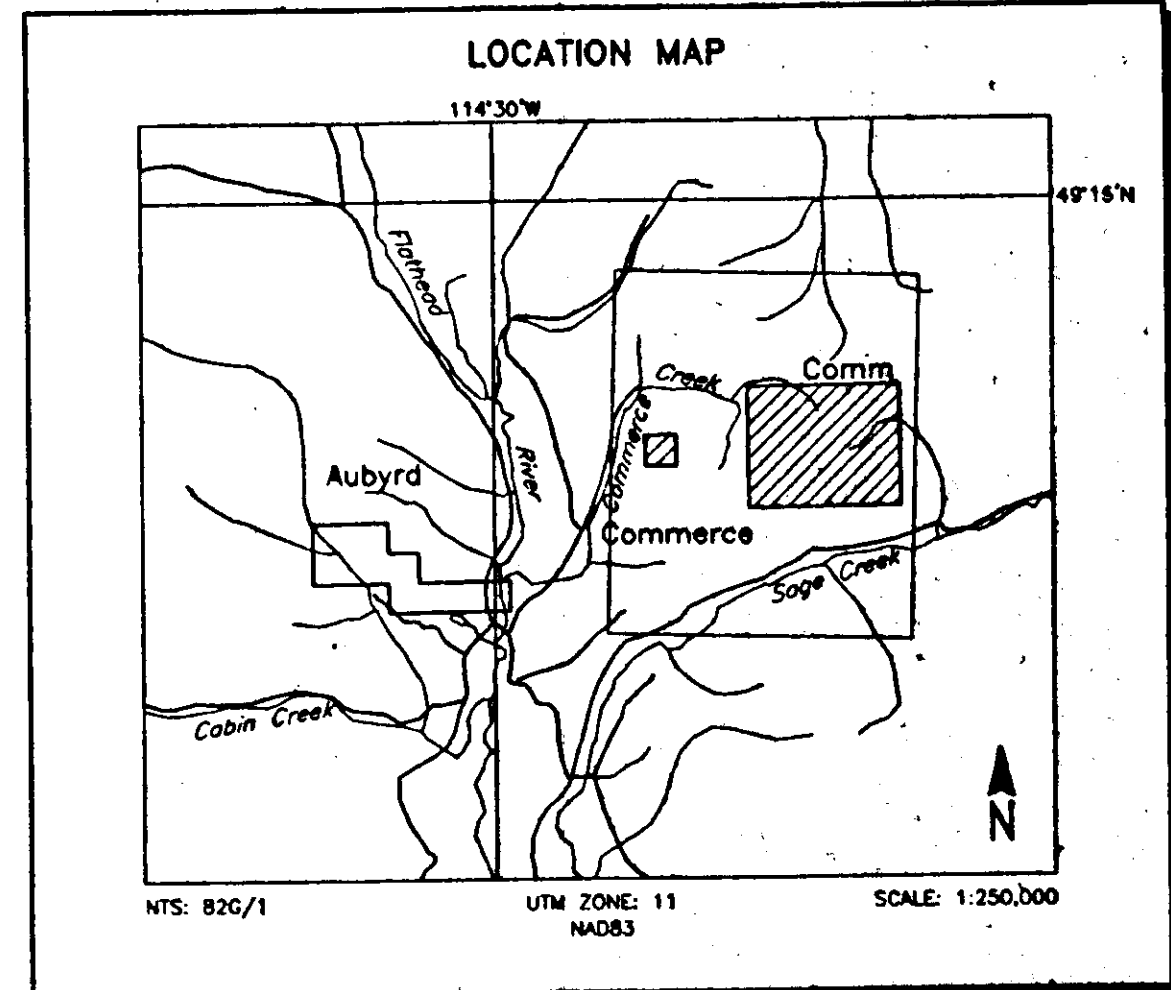 LOCATION MAP
114°30'W
49°15'N
Flathead
Comm
Creek
Commerce
River
Aubyrd
Commerce
Sage Creek
Cabin Creek
N
NTS: 82G/1
UTM ZONE: 11
SCALE: 1:250,000
NAD83